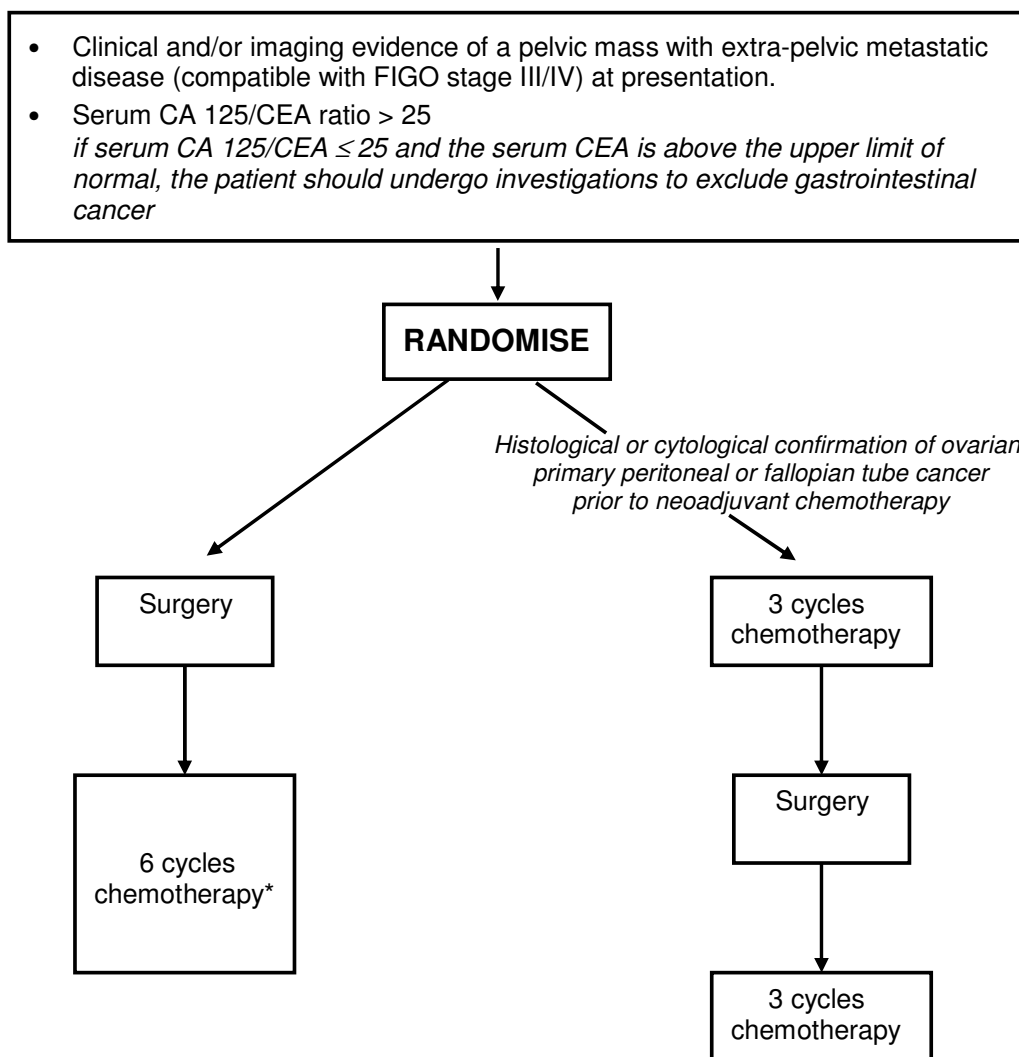 • Clinical and/or imaging evidence of a pelvic mass with extra-pelvic metastatic
disease (compatible with FIGO stage III/IV) at presentation.
• Serum CA 125/CEA ratio > 25
if serum CA 125/CEA ≤ 25 and the serum CEA is above the upper limit of
normal, the patient should undergo investigations to exclude gastrointestinal
cancer
RANDOMISE
Histological or cytological confirmation of ovarian
primary peritoneal or fallopian tube cancer
prior to neoadjuvant chemotherapy
Surgery
3 cycles
chemotherapy
Surgery
6 cycles
chemotherapy*
3 cycles
chemotherapy